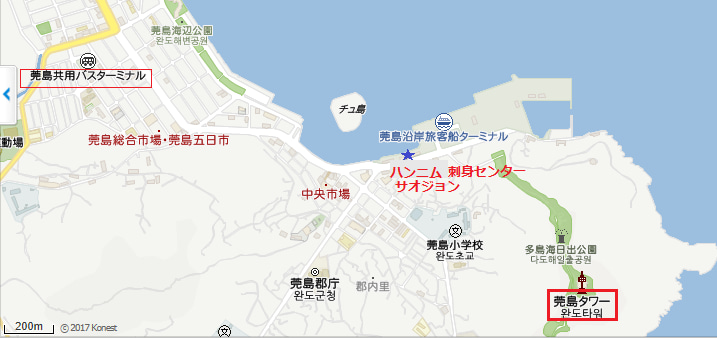 莞島海辺公園
완도해변공원
莞島共用バスターミナル
チュ島
莞島沿岸旅客船ターミナル
運動場
莞島総合市場・莞島五日市
ハンニム 刺身センター
サオジョン
中央市場
莞島小学校
완도초교
多島海日出公園
다도해일출공원
莞島郡庁
완도군청
郡内里
莞島タワー
완도타워
200m
© 2017 Konest